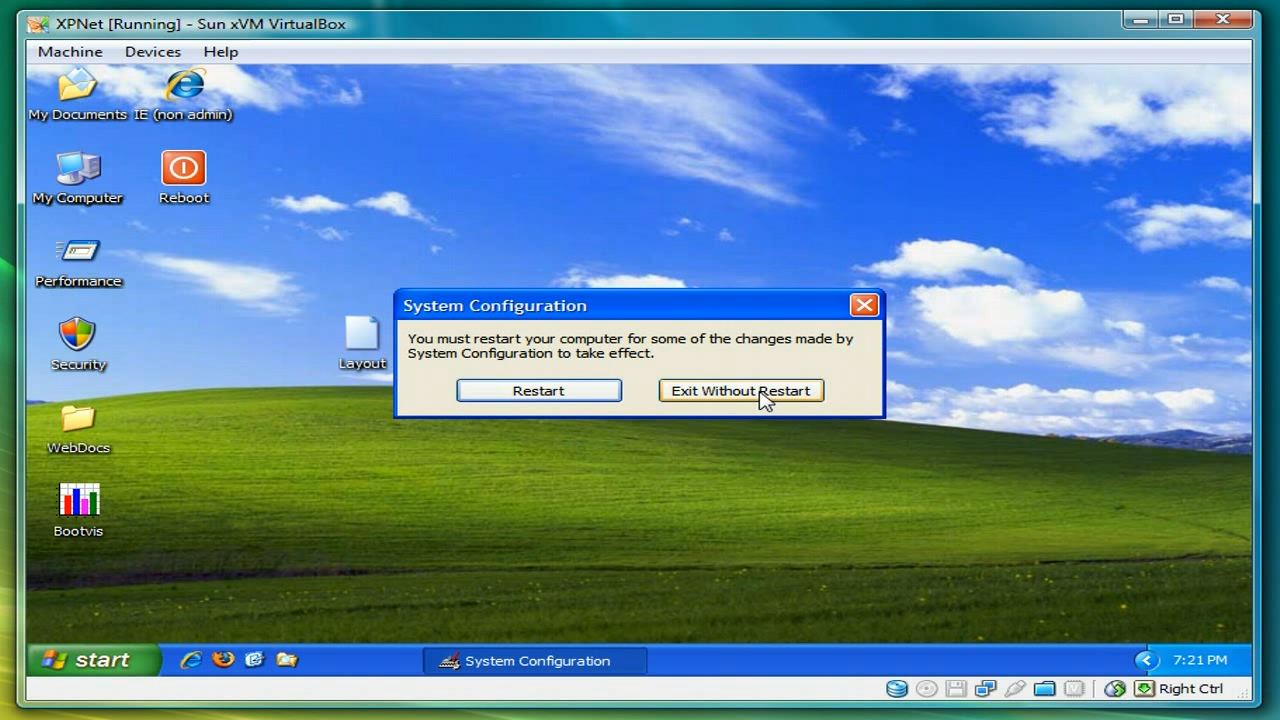 XPNet [Running] - Sun xVM VirtualBox
Machine Devices Help
My Documents IE (non admin)
My Computer Reboot
Performance
Security
Layout
WebDocs
Bootvis
System Configuration
You must restart your computer for some of the changes made by
System Configuration to take effect.
Restart Exit Without Restart
start System Configuration 7:21 PM
Right Ctrl